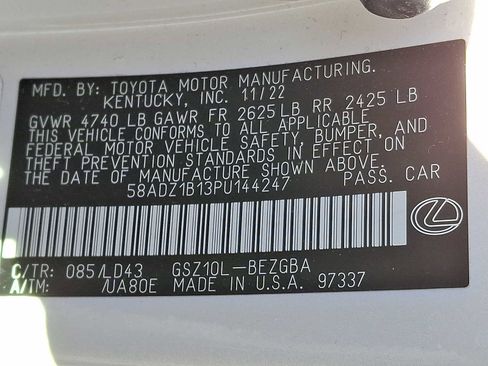 MFD. BY: TOYOTA MOTOR MANUFACTURING.
KENTUCKY, INC. 11/22
GVWR 4740 LB GAWR FR 2625 LB RR 2425 LB
THIS VEHICLE CONFORMS TO ALL APPLICABLE
FEDERAL MOTOR VEHICLE SAFETY, BUMPER, AND
THEFT PREVENTION STANDARDS IN EFFECT ON
THE DATE OF MANUFACTURE SHOWN ABOVE.
58ADZ1B13PU144247 PASS. CAR
C/TR: 085/LD43 GSZ10L-BEZGBA
A/TM: /UA80E MADE IN U.S.A. 97337